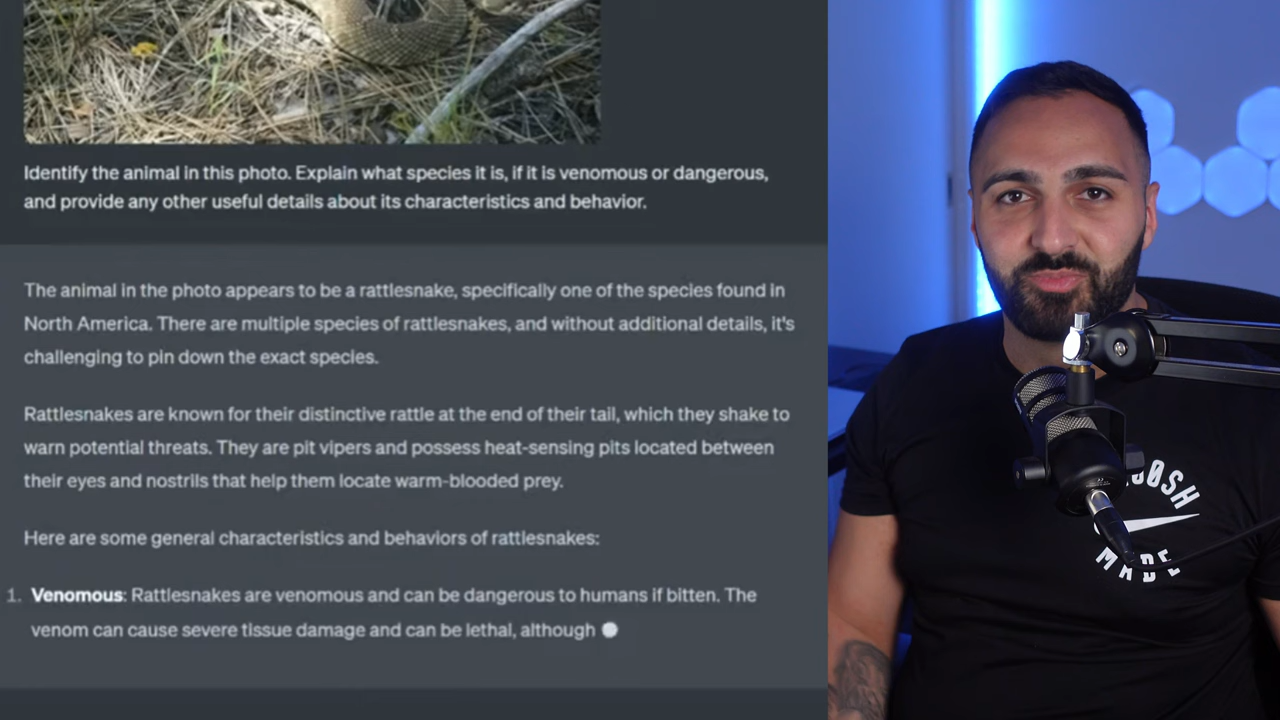 Identify the animal in this photo. Explain what species it is, if it is venomous or dangerous,
and provide any other useful details about its characteristics and behavior.
The animal in the photo appears to be a rattlesnake, specifically one of the species found in
North America. There are multiple species of rattlesnakes, and without additional details, it's
challenging to pin down the exact species.
Rattlesnakes are known for their distinctive rattle at the end of their tail, which they shake to
warn potential threats. They are pit vipers and possess heat-sensing pits located between
their eyes and nostrils that help them locate warm-blooded prey.
Here are some general characteristics and behaviors of rattlesnakes:
1. Venomous: Rattlesnakes are venomous and can be dangerous to humans if bitten. The
venom can cause severe tissue damage and can be lethal, although
MADE